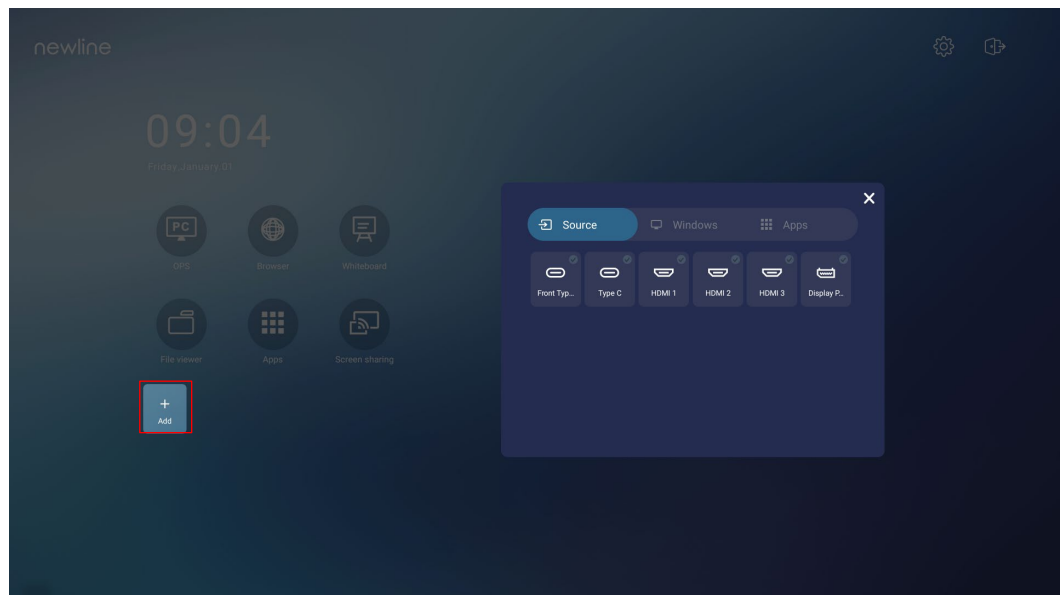 newline
09:04
Friday,January,01
PC
OPS
Browser
Whiteboard
File viewer
Apps
Screen sharing
+
Add
Source
Windows
Apps
Front Typ...
Type C
HDMI 1
HDMI 2
HDMI 3
Display P...